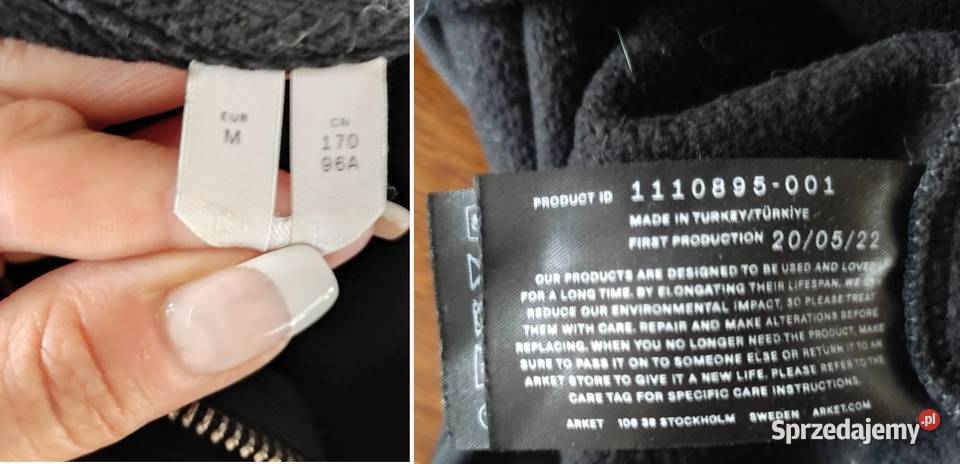 EUR
M
CN
170
96A
PRODUCT ID 1110895-001
MADE IN TURKEY/TÜRKİYE
FIRST PRODUCTION 20/05/22
OUR PRODUCTS ARE DESIGNED TO BE USED AND LOVED
FOR A LONG TIME. BY ELONGATING THEIR LIFESPAN, WE CAN
REDUCE OUR ENVIRONMENTAL IMPACT, SO PLEASE TREAT
THEM WITH CARE. REPAIR AND MAKE ALTERATIONS BEFORE
REPLACING. WHEN YOU NO LONGER NEED THE PRODUCT, MAKE
SURE TO PASS IT ON TO SOMEONE ELSE OR RETURN IT TO AN
ARKET STORE TO GIVE IT A NEW LIFE. PLEASE REFER TO THE
CARE TAG FOR SPECIFIC CARE INSTRUCTIONS.
ARKET 106 38 STOCKHOLM SWEDEN ARKET.COM
Sprzedajemy.pl